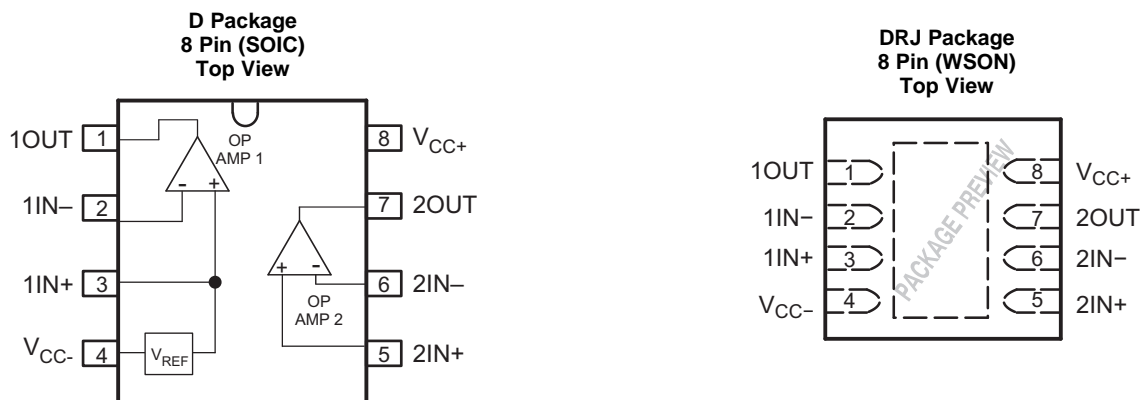 D Package
8 Pin (SOIC)
Top View
1OUT 1 OP 8 VCC+
AMP 1
- +
1IN– 2 7 2OUT
1IN+ 3 + - 6 2IN–
OP
AMP 2
VCC- 4 VREF 5 2IN+
DRJ Package
8 Pin (WSON)
Top View
1OUT 1 8 VCC+
1IN− 2 7 2OUT
1IN+ 3 6 2IN−
VCC− 4 5 2IN+
PACKAGE PREVIEW